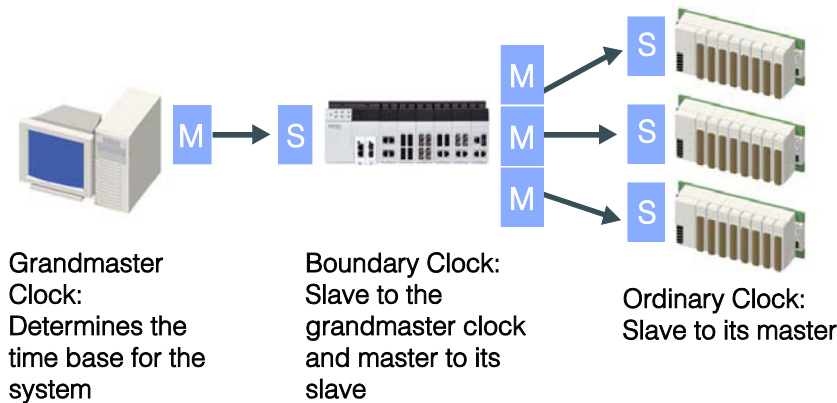 M
S
M
M
M
S
S
S
Grandmaster
Clock:
Determines the
time base for the
system
Boundary Clock:
Slave to the
grandmaster clock
and master to its
slave
Ordinary Clock:
Slave to its master